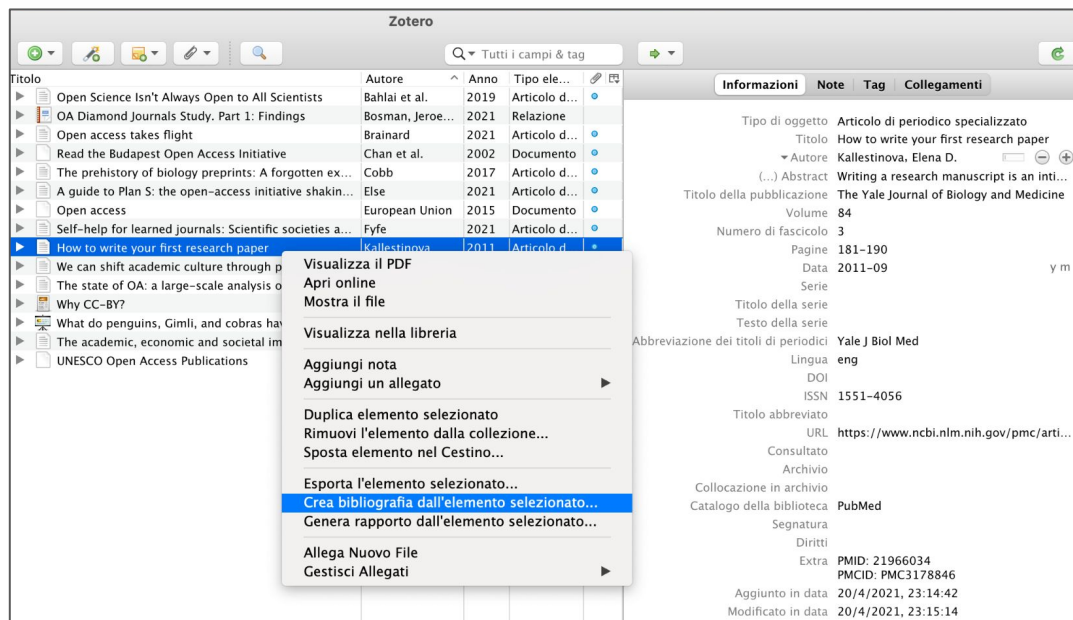 Zotero
Tutti i campi & tag
Titolo Autore Anno Tipo ele...
Open Science Isn't Always Open to All Scientists Bahlai et al. 2019 Articolo d...
OA Diamond Journals Study. Part 1: Findings Bosman, Jeroe... 2021 Relazione
Open access takes flight Brainard 2021 Articolo d...
Read the Budapest Open Access Initiative Chan et al. 2002 Documento
The prehistory of biology preprints: A forgotten ex... Cobb 2017 Articolo d...
A guide to Plan S: the open-access initiative shakin... Else 2021 Articolo d...
Open access European Union 2015 Documento
Self-help for learned journals: Scientific societies a... Fyfe 2021 Articolo d...
How to write your first research paper Kallestinova 2011 Articolo d...
We can shift academic culture through p
The state of OA: a large-scale analysis o
Why CC-BY?
What do penguins, Gimli, and cobras hav
The academic, economic and societal im
UNESCO Open Access Publications
Visualizza il PDF
Apri online
Mostra il file
Visualizza nella libreria
Aggiungi nota
Aggiungi un allegato
Duplica elemento selezionato
Rimuovi l'elemento dalla collezione...
Sposta elemento nel Cestino...
Esporta l'elemento selezionato...
Crea bibliografia dall'elemento selezionato...
Genera rapporto dall'elemento selezionato...
Allega Nuovo File
Gestisci Allegati
Informazioni Note Tag Collegamenti
Tipo di oggetto Articolo di periodico specializzato
Titolo How to write your first research paper
Autore Kallestinova, Elena D.
(...) Abstract Writing a research manuscript is an inti...
Titolo della pubblicazione The Yale Journal of Biology and Medicine
Volume 84
Numero di fascicolo 3
Pagine 181-190
Data 2011-09 y m
Serie
Titolo della serie
Testo della serie
Abbreviazione dei titoli di periodici Yale J Biol Med
Lingua eng
DOI
ISSN 1551-4056
Titolo abbreviato
URL https://www.ncbi.nlm.nih.gov/pmc/arti...
Consultato
Archivio
Collocazione in archivio
Catalogo della biblioteca PubMed
Segnatura
Diritti
Extra PMID: 21966034
PMCID: PMC3178846
Aggiunto in data 20/4/2021, 23:14:42
Modificato in data 20/4/2021, 23:15:14